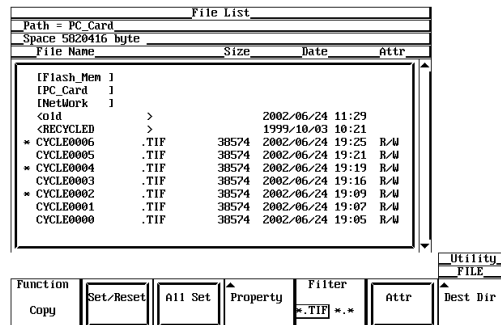 File List
Path = PC_Card
Space 5820416 byte
File Name Size Date Attr
[Flash_Mem ]
[PC_Card ]
[NetWork ]
<old > 2002/06/24 11:29
<RECYCLED > 1999/10/03 10:21
* CYCLE0006 .TIF 38574 2002/06/24 19:25 R/W
CYCLE0005 .TIF 38574 2002/06/24 19:21 R/W
* CYCLE0004 .TIF 38574 2002/06/24 19:19 R/W
CYCLE0003 .TIF 38574 2002/06/24 19:16 R/W
* CYCLE0002 .TIF 38574 2002/06/24 19:09 R/W
CYCLE0001 .TIF 38574 2002/06/24 19:07 R/W
CYCLE0000 .TIF 38574 2002/06/24 19:05 R/W
Utility
FILE
Function
Copy
Set/Reset
All Set
Property
Filter
*.TIF *.*
Attr
Dest Dir